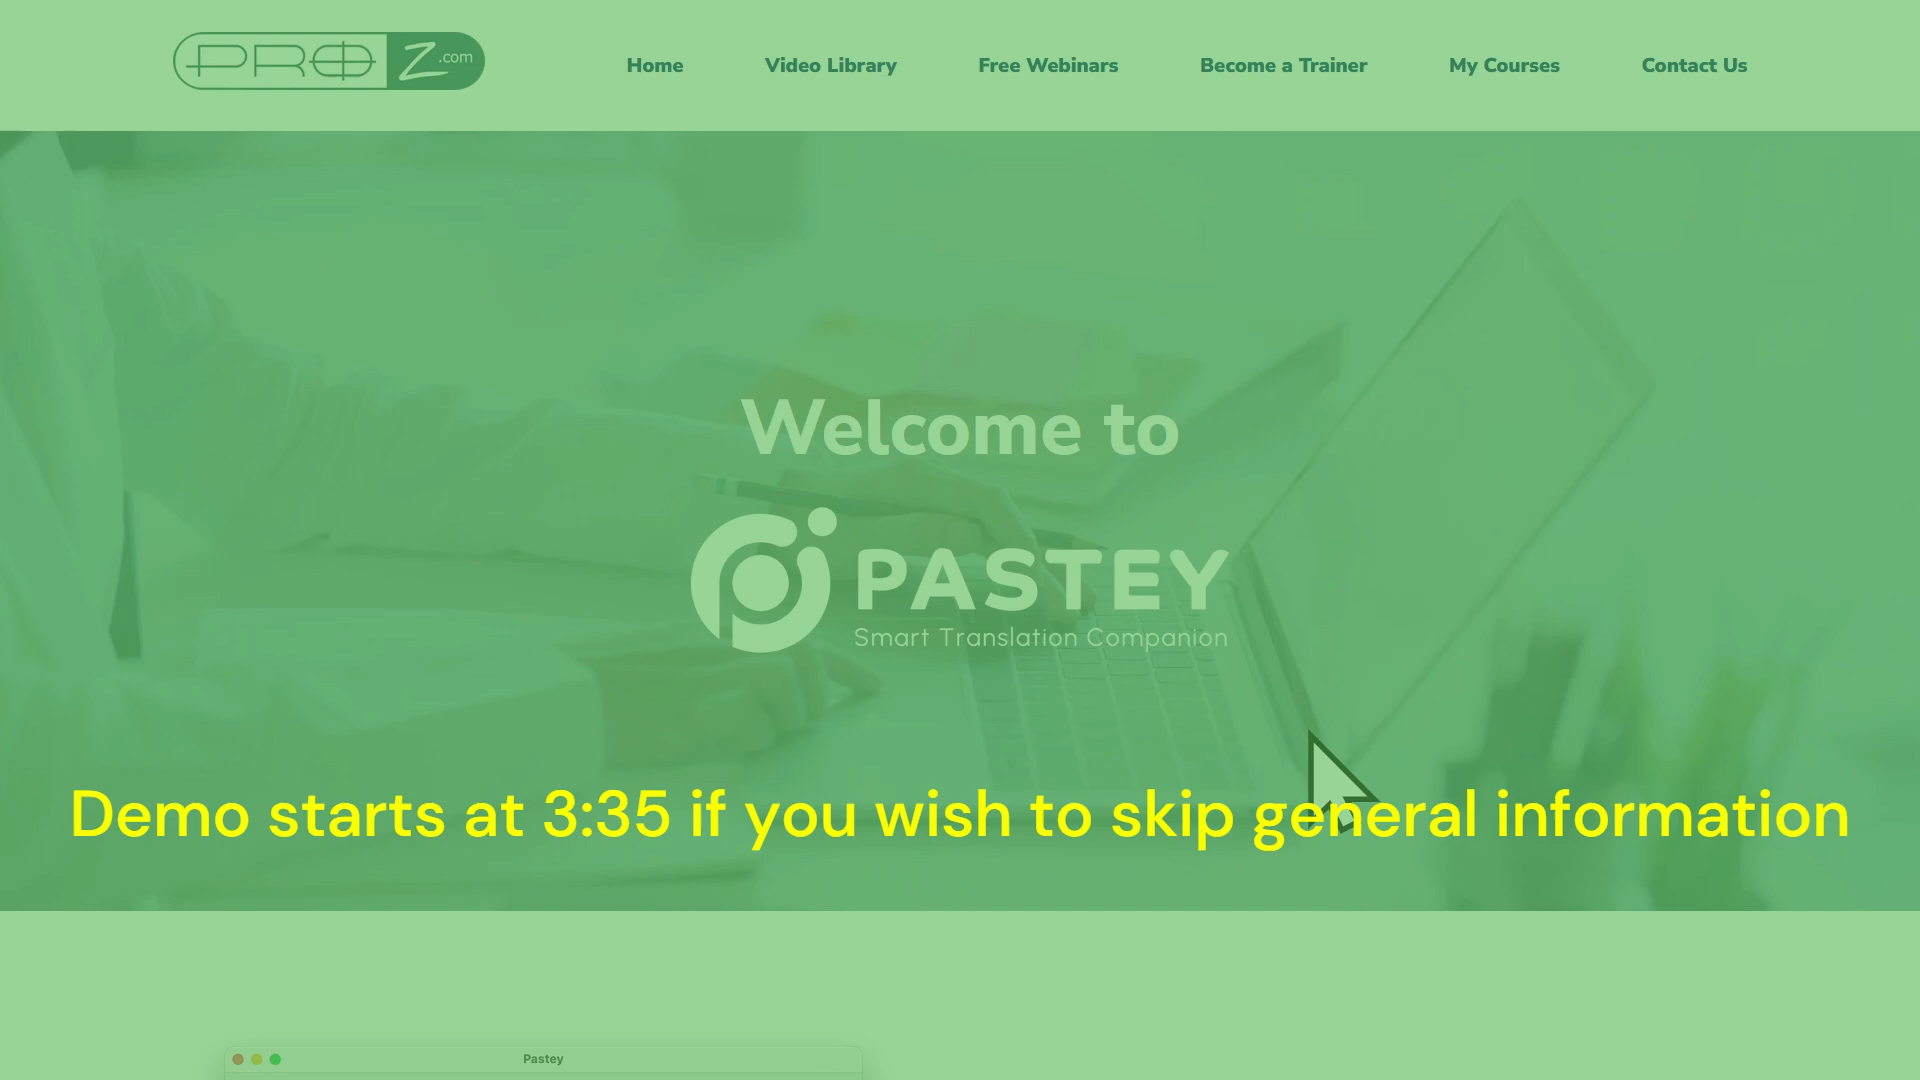 PROZ.com
Home
Video Library
Free Webinars
Become a Trainer
My Courses
Contact Us
Welcome to
PASTEY
Smart Translation Companion
Demo starts at 3:35 if you wish to skip general information
Pastey